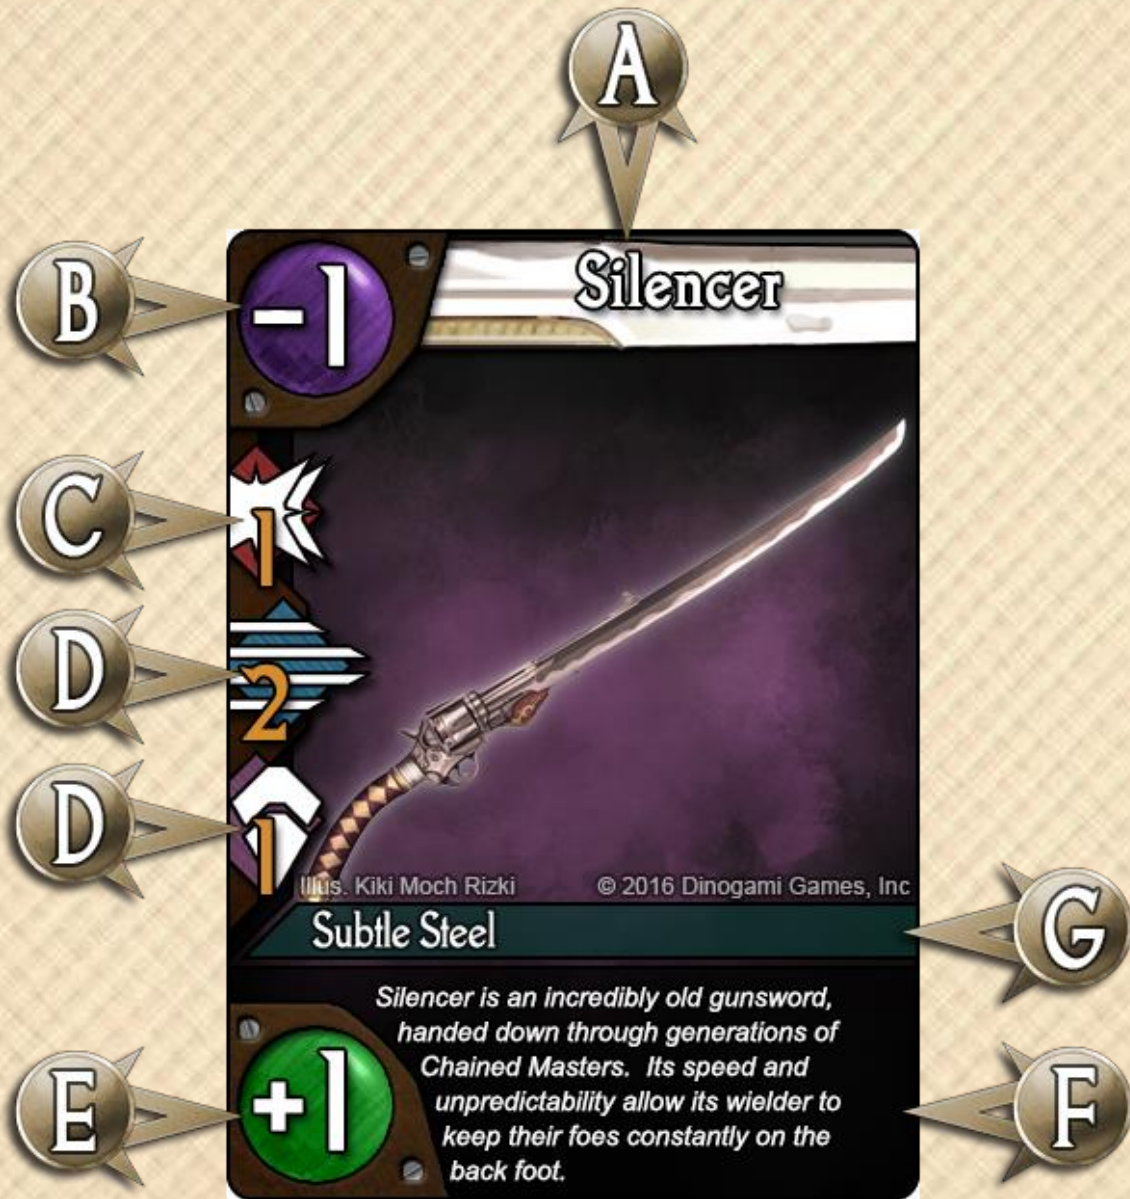 A
B
-1
Silencer
C
1
D
2
D
1
Illus. Kiki Moch Rizki © 2016 Dinogami Games, Inc
Subtle Steel
G
Silencer is an incredibly old gunsword,
handed down through generations of
Chained Masters. Its speed and
unpredictability allow its wielder to
keep their foes constantly on the
back foot.
E
+1
F